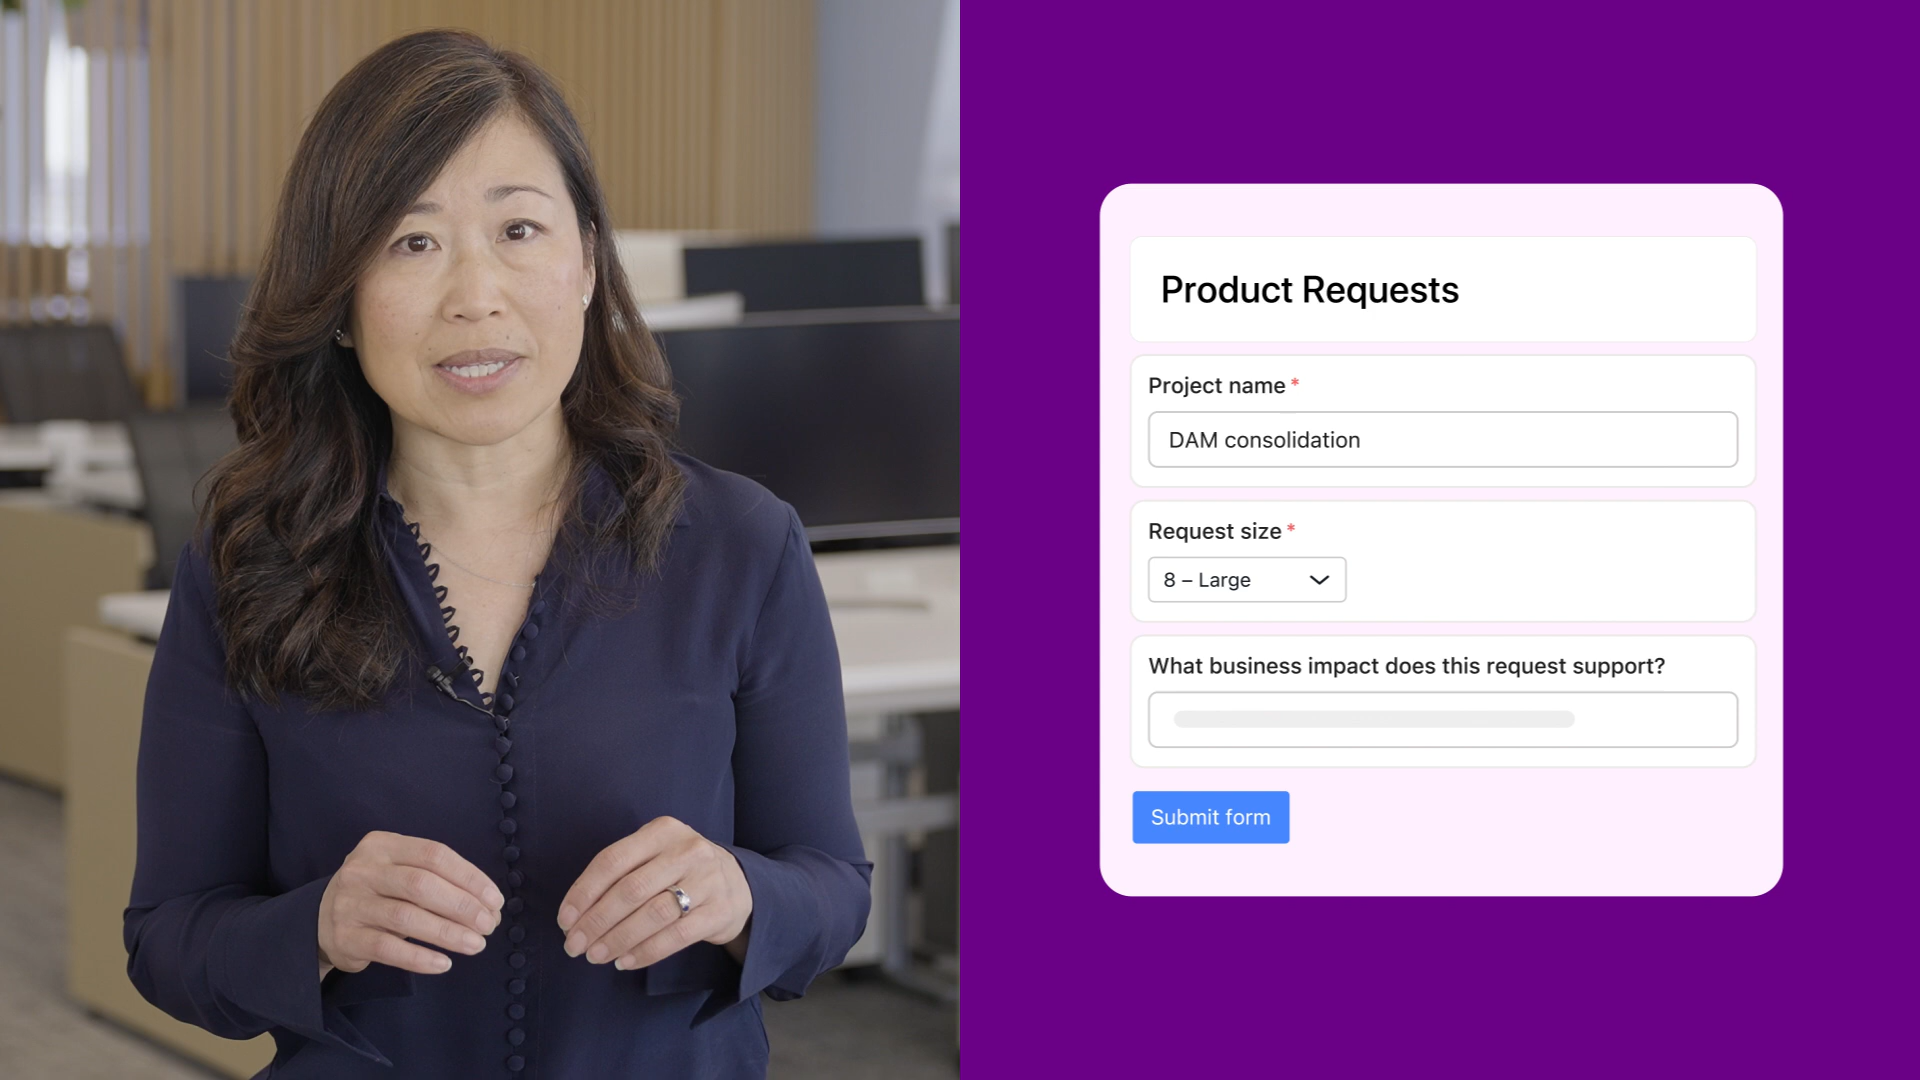 Product Requests
Project name *
DAM consolidation
Request size *
8 – Large
What business impact does this request support?
Submit form